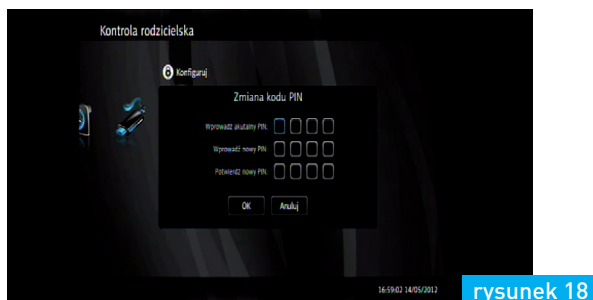 Kontrola rodzicielska
Konfiguruj
Zmiana kodu PIN
Wprowadź akutalny PIN:
Wprowadź nowy PIN:
Potwierdź nowy PIN:
OK Anuluj
16:59:02 14/05/2012
rysunek 18